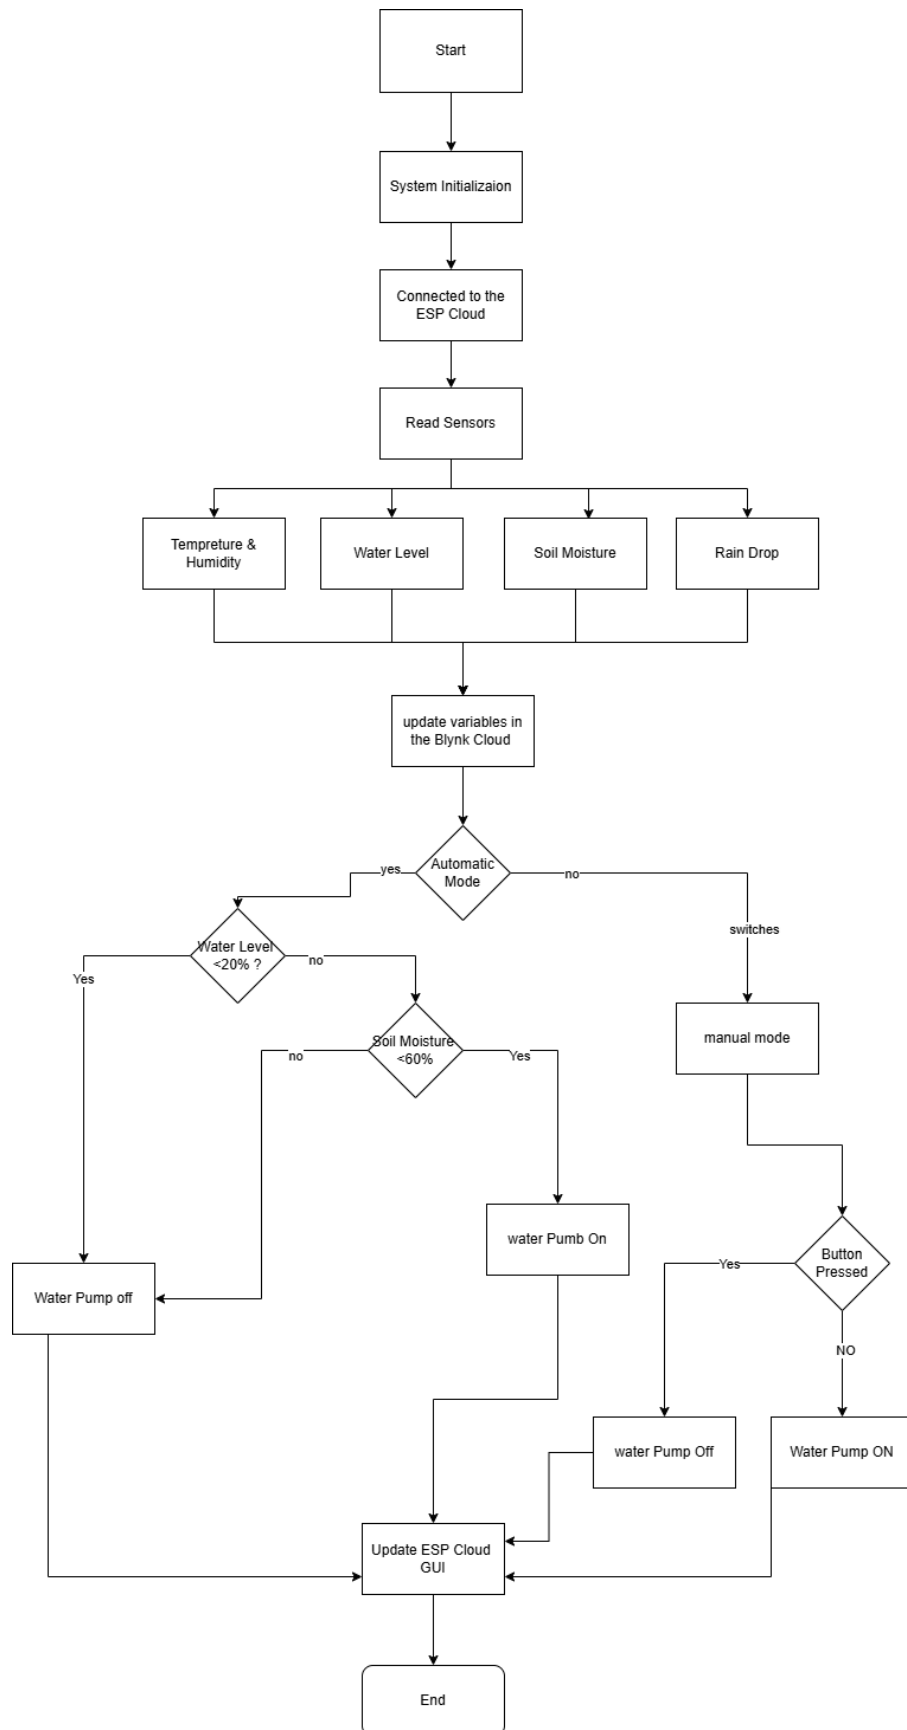 Start
System Initializaion
Connected to the
ESP Cloud
Read Sensors
Tempreture &
Humidity
Water Level
Soil Moisture
Rain Drop
update variables in
the Blynk Cloud
Automatic
Mode
yes
no
switches
Water Level
<20% ?
Yes
no
Soil Moisture
<60%
no
Yes
manual mode
water Pumb On
Button
Pressed
Yes
NO
Water Pump off
water Pump Off
Water Pump ON
Update ESP Cloud
GUI
End